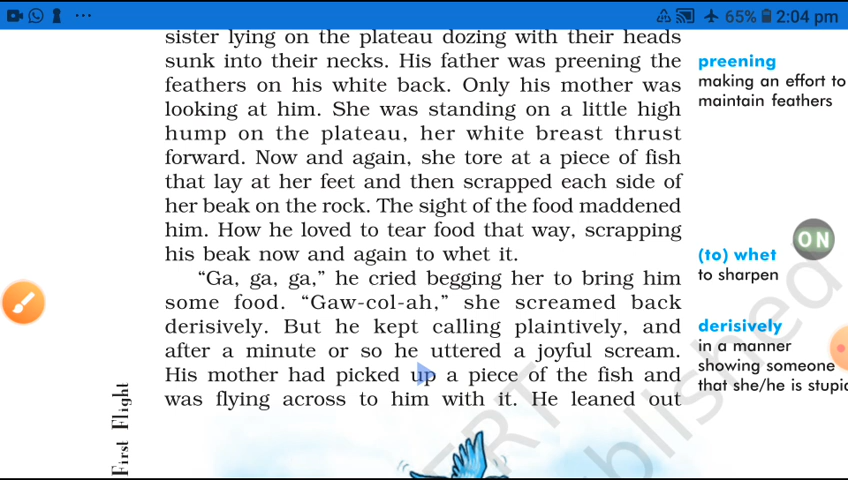 65% 2:04 pm
sister lying on the plateau dozing with their heads
sunk into their necks. His father was preening the
feathers on his white back. Only his mother was
looking at him. She was standing on a little high
hump on the plateau, her white breast thrust
forward. Now and again, she tore at a piece of fish
that lay at her feet and then scrapped each side of
her beak on the rock. The sight of the food maddened
him. How he loved to tear food that way, scrapping
his beak now and again to whet it.
“Ga, ga, ga,” he cried begging her to bring him
some food. “Gaw-col-ah,” she screamed back
derisively. But he kept calling plaintively, and
after a minute or so he uttered a joyful scream.
His mother had picked up a piece of the fish and
was flying across to him with it. He leaned out
preening
making an effort to
maintain feathers
ON
(to) whet
to sharpen
derisively
in a manner
showing someone
that she/he is stupid
First Flight
ERT
blished